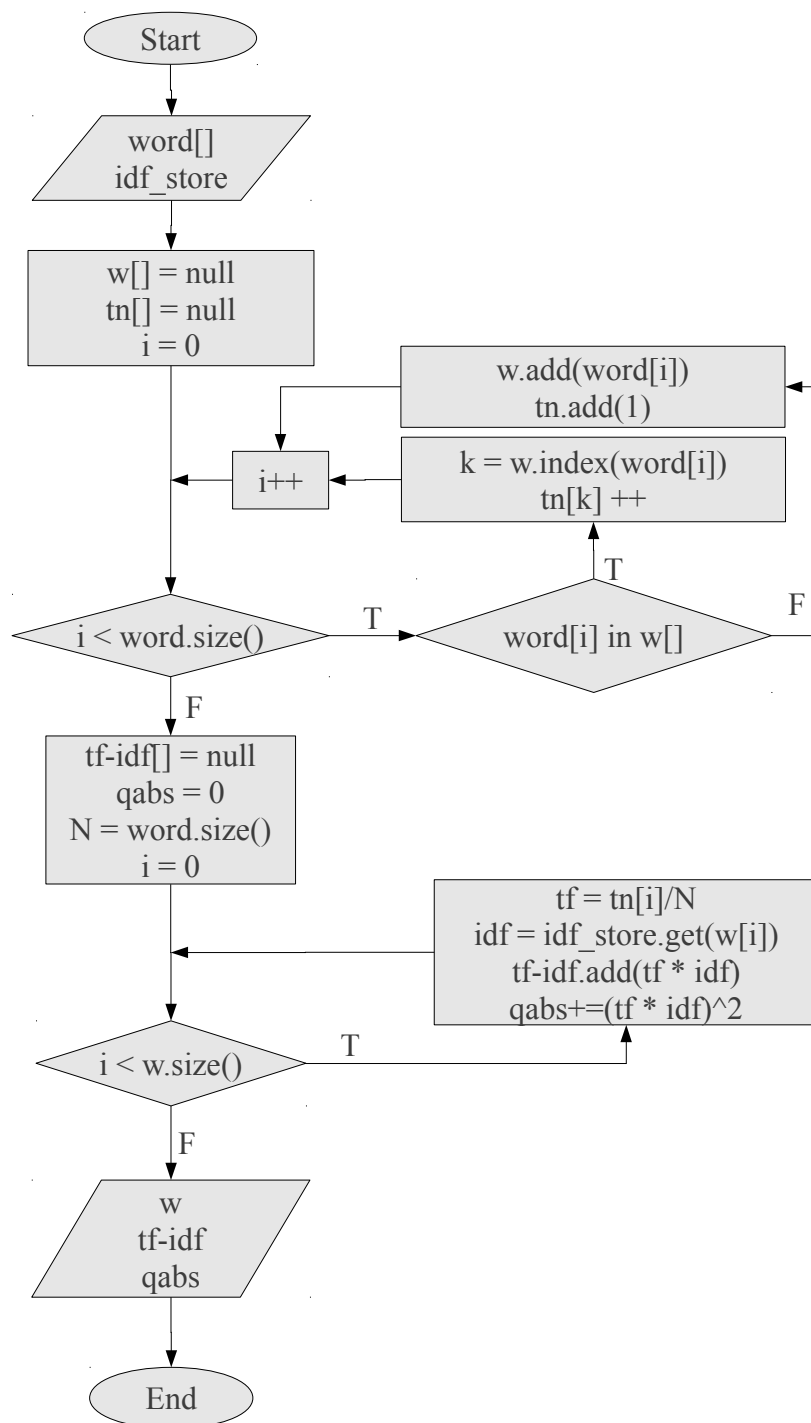 Start
word[]
idf_store
w[] = null
tn[] = null
i = 0
w.add(word[i])
tn.add(1)
k = w.index(word[i])
tn[k] ++
i++
T
F
i < word.size()
T
word[i] in w[]
F
tf-idf[] = null
qabs = 0
N = word.size()
i = 0
tf = tn[i]/N
idf = idf_store.get(w[i])
tf-idf.add(tf * idf)
qabs+=(tf * idf)^2
i < w.size()
T
F
w
tf-idf
qabs
End